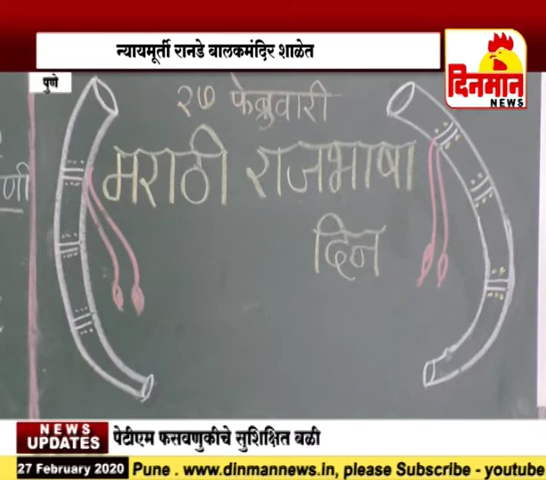 न्यायमूर्ती रानडे बालकमंदिर शाळेत
दिनमान
NEWS
पुणे
२७ फेब्रुवारी
मराठी राजभाषा
दिन
णी
NEWS
UPDATES
पेटीएम फसवणुकीचे सुशिक्षित बळी
27 February 2020 Pune . www.dinmannews.in, please Subscribe - youtube